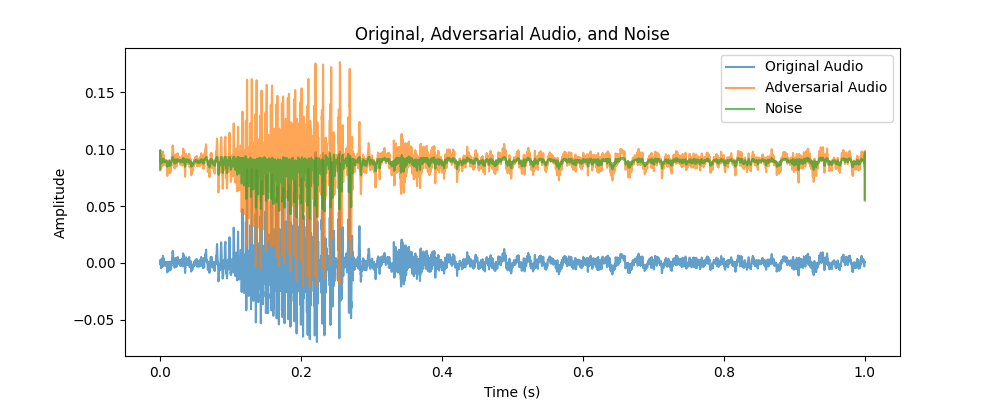 Original, Adversarial Audio, and Noise
Original Audio
Adversarial Audio
Noise
Amplitude
0.15
0.10
0.05
0.00
−0.05
0.0 0.2 0.4 0.6 0.8 1.0
Time (s)